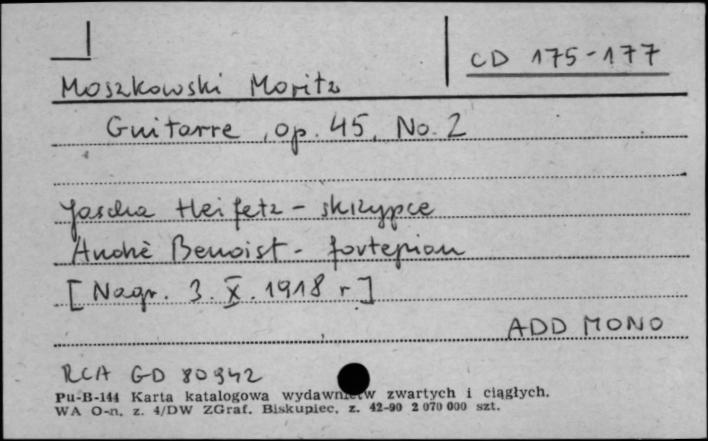 CD 175-177
Moszkowski Moritz
Guitarre, op. 45, No. 2
Jascha Heifetz - skrzypce
Andrè Benoist - fortepian
[Nagr. 3. X. 1918 r]
ADD MONO
RCA GD 80942
Pu-B-144 Karta katalogowa wydawnictw zwartych i ciągłych.
WA O-n. z. 4/DW ZGraf. Biskupiec, z. 42-90 2 070 000 szt.